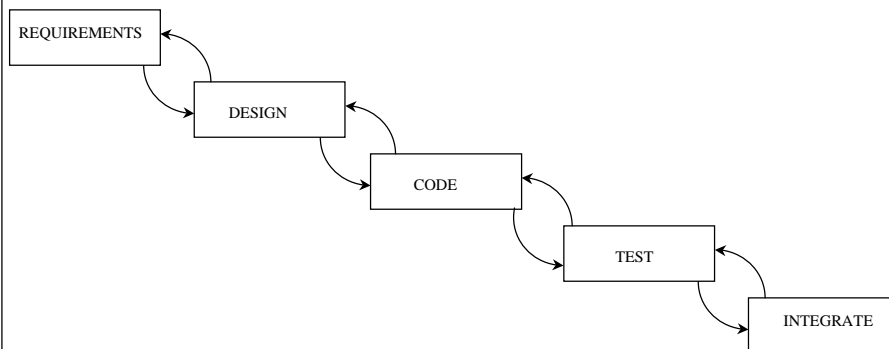 REQUIREMENTS
DESIGN
CODE
TEST
INTEGRATE